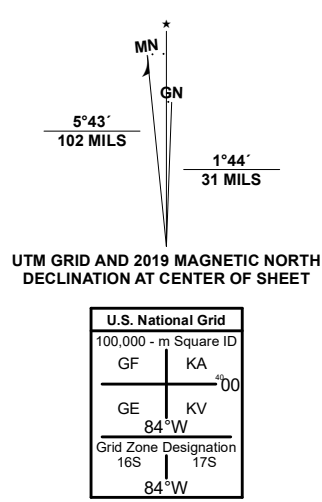 MN
GN
5°43´
102 MILS
1°44´
31 MILS
UTM GRID AND 2019 MAGNETIC NORTH
DECLINATION AT CENTER OF SHEET
U.S. National Grid
100,000 - m Square ID
GF KA
4000
GE KV
84°W
Grid Zone Designation
16S 17S
84°W